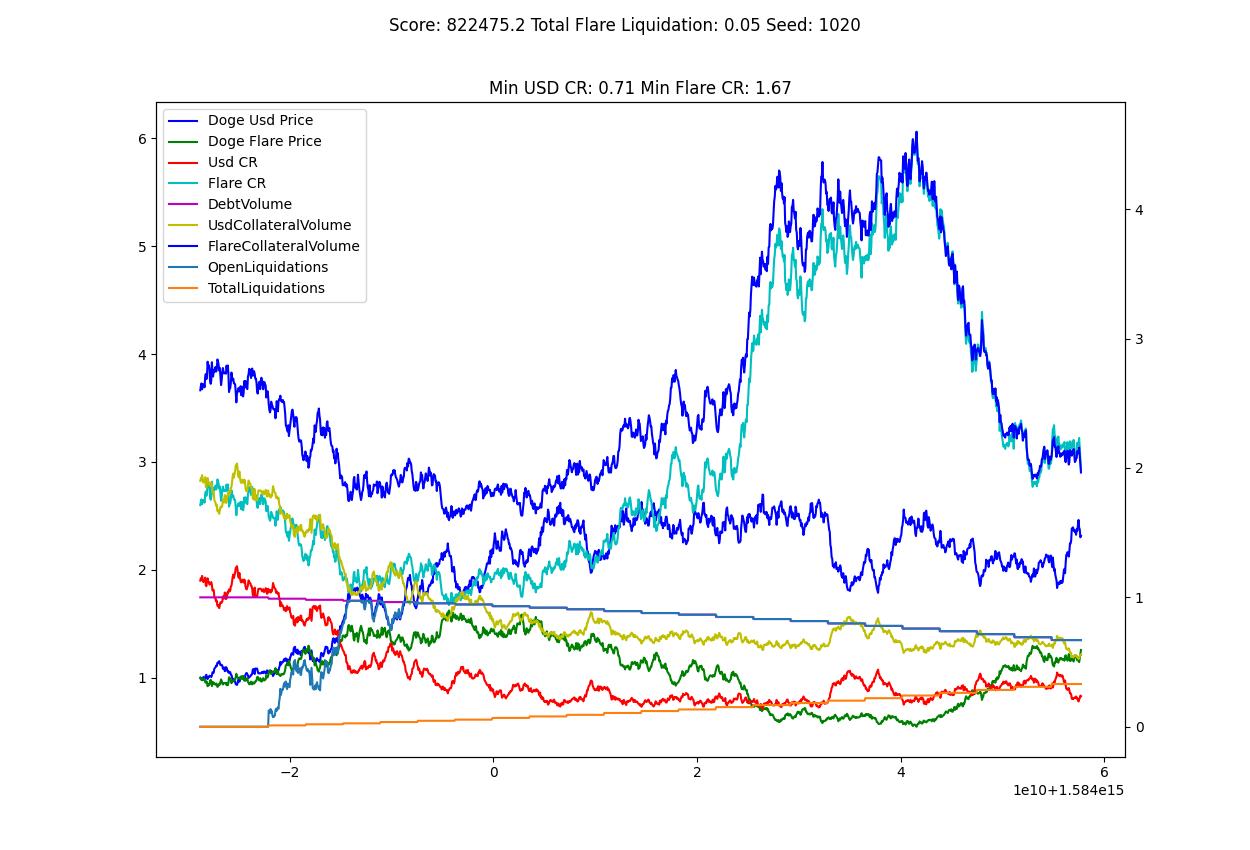 Score: 822475.2 Total Flare Liquidation: 0.05 Seed: 1020
Min USD CR: 0.71 Min Flare CR: 1.67
Doge Usd Price
Doge Flare Price
Usd CR
Flare CR
DebtVolume
UsdCollateralVolume
FlareCollateralVolume
OpenLiquidations
TotalLiquidations
6
5
4
3
2
1
4
3
2
1
0
−2
0
2
4
6
1e10+1.584e15